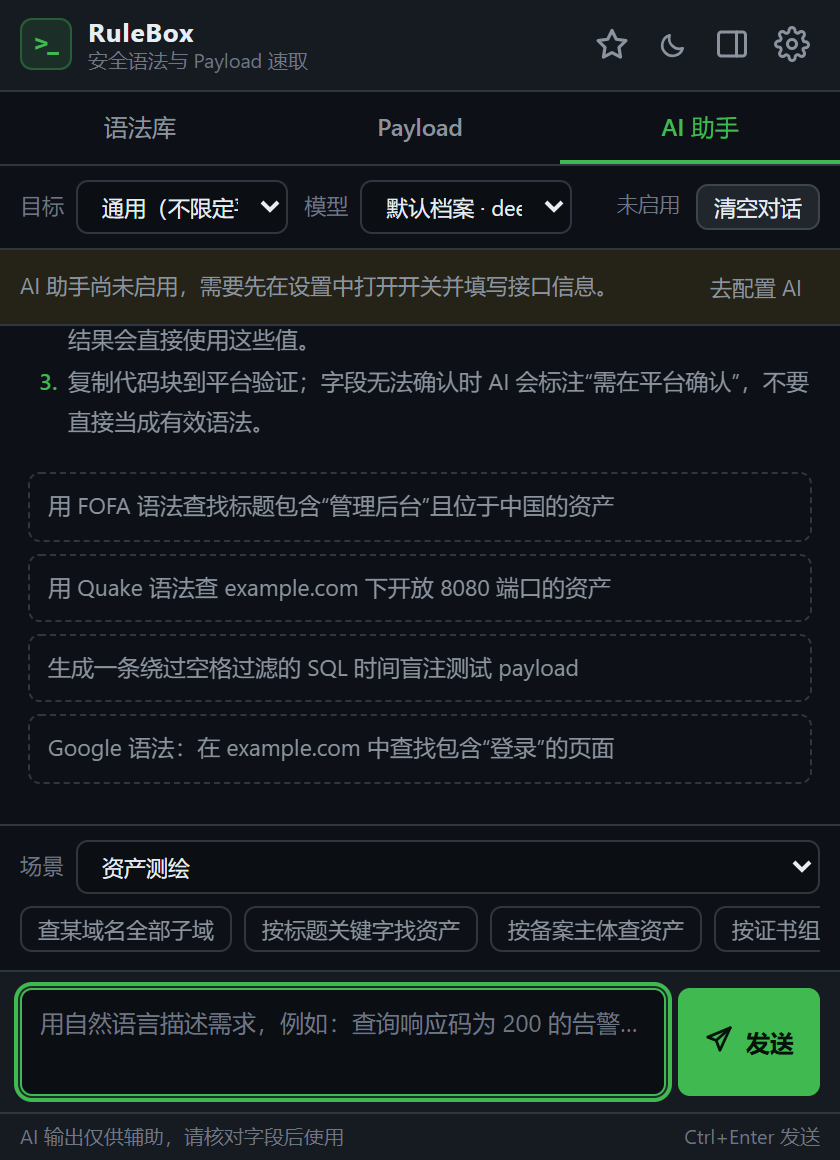 >_
RuleBox
安全语法与 Payload 速取
语法库
Payload
AI 助手
目标
通用（不限定
模型
默认档案 · dee
未启用
清空对话
AI 助手尚未启用，需要先在设置中打开开关并填写接口信息。
去配置 AI
结果会直接使用这些值。
3. 复制代码块到平台验证；字段无法确认时 AI 会标注“需在平台确认”，不要
直接当成有效语法。
用 FOFA 语法查找标题包含“管理后台”且位于中国的资产
用 Quake 语法查 example.com 下开放 8080 端口的资产
生成一条绕过空格过滤的 SQL 时间盲注测试 payload
Google 语法：在 example.com 中查找包含“登录”的页面
场景
资产测绘
查某域名全部子域
按标题关键字找资产
按备案主体查资产
按证书组
用自然语言描述需求，例如：查询响应码为 200 的告警...
发送
AI 输出仅供辅助，请核对字段后使用
Ctrl+Enter 发送